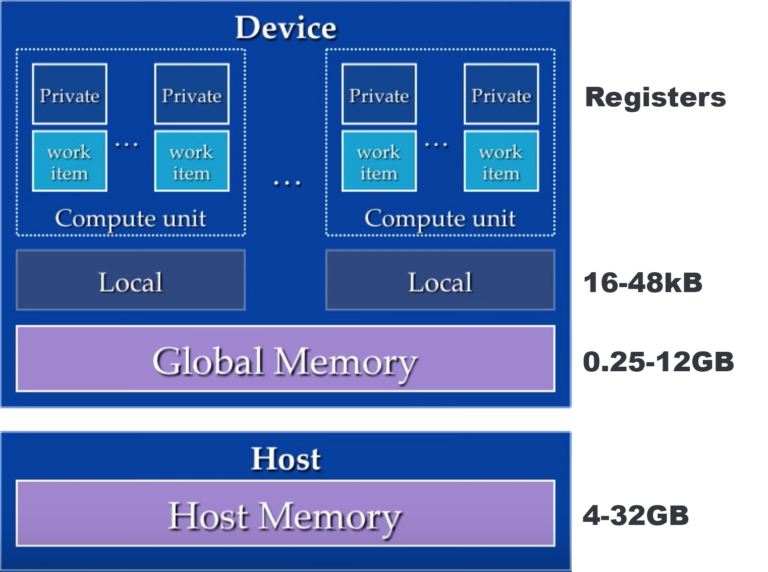 Device
Private Private Private Private Registers
... ...
work item work item work item work item
...
Compute unit Compute unit
Local Local 16-48kB
Global Memory 0.25-12GB
Host
Host Memory 4-32GB